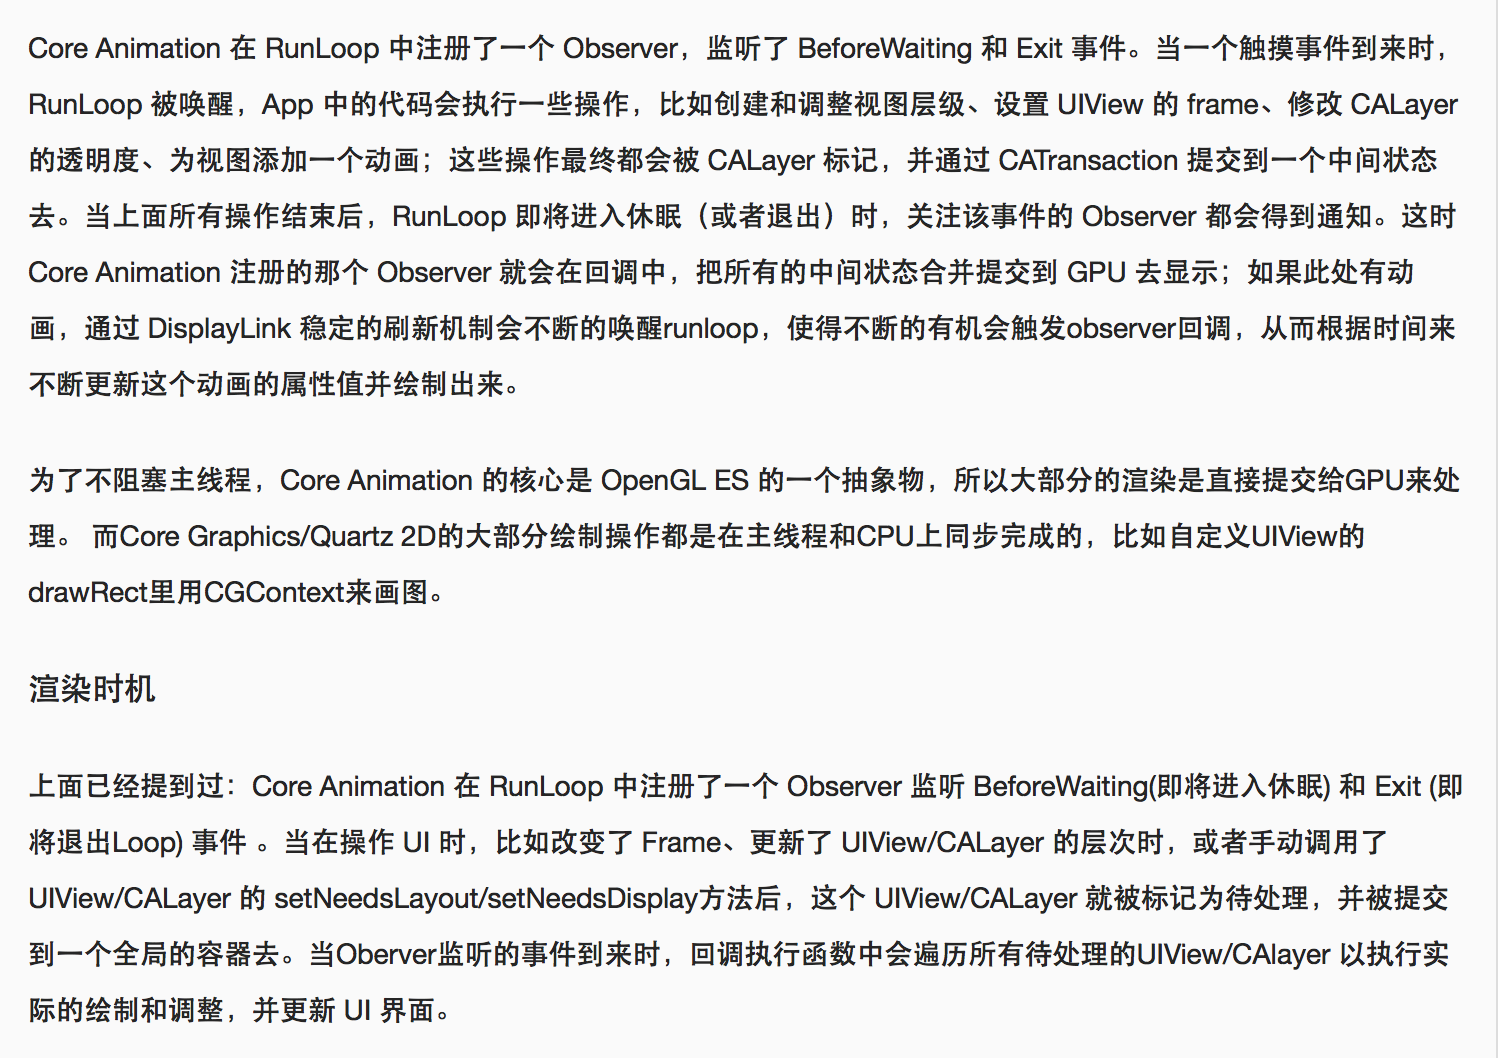 Core Animation 在 RunLoop 中注册了一个 Observer，监听了 BeforeWaiting 和 Exit 事件。当一个触摸事件到来时，
RunLoop 被唤醒，App 中的代码会执行一些操作，比如创建和调整视图层级、设置 UIView 的 frame、修改 CALayer
的透明度、为视图添加一个动画；这些操作最终都会被 CALayer 标记，并通过 CATransaction 提交到一个中间状态
去。当上面所有操作结束后，RunLoop 即将进入休眠（或者退出）时，关注该事件的 Observer 都会得到通知。这时
Core Animation 注册的那个 Observer 就会在回调中，把所有的中间状态合并提交到 GPU 去显示；如果此处有动
画，通过 DisplayLink 稳定的刷新机制会不断的唤醒runloop，使得不断的有机会触发observer回调，从而根据时间来
不断更新这个动画的属性值并绘制出来。
为了不阻塞主线程，Core Animation 的核心是 OpenGL ES 的一个抽象物，所以大部分的渲染是直接提交给GPU来处
理。 而Core Graphics/Quartz 2D的大部分绘制操作都是在主线程和CPU上同步完成的，比如自定义UIView的
drawRect里用CGContext来画图。
渲染时机
上面已经提到过：Core Animation 在 RunLoop 中注册了一个 Observer 监听 BeforeWaiting(即将进入休眠) 和 Exit (即
将退出Loop) 事件 。当在操作 UI 时，比如改变了 Frame、更新了 UIView/CALayer 的层次时，或者手动调用了
UIView/CALayer 的 setNeedsLayout/setNeedsDisplay方法后，这个 UIView/CALayer 就被标记为待处理，并被提交
到一个全局的容器去。当Oberver监听的事件到来时，回调执行函数中会遍历所有待处理的UIView/CAlayer 以执行实
际的绘制和调整，并更新 UI 界面。